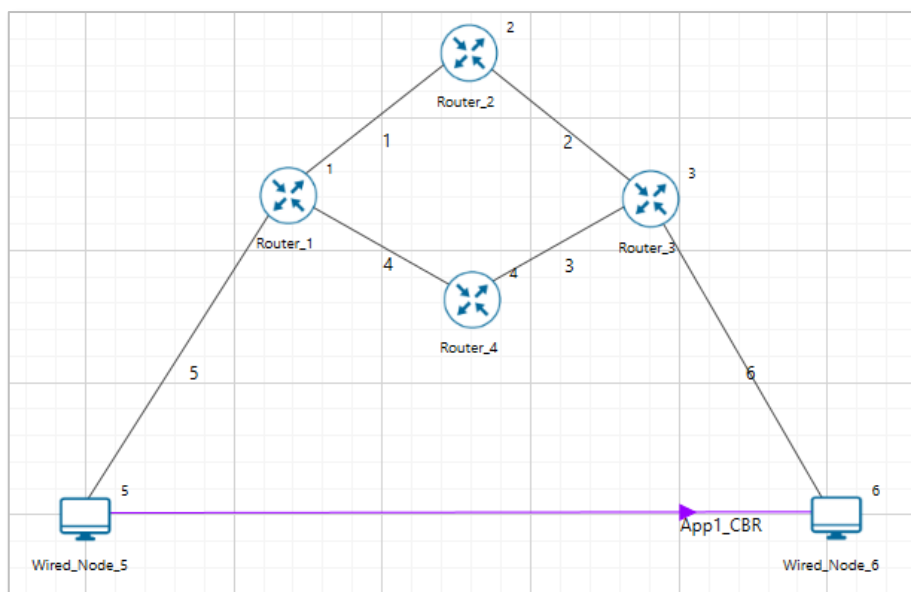 2
Router_2
1
2
1
3
Router_1
Router_3
4
4
3
Router_4
5
6
5
6
App1_CBR
Wired_Node_5
Wired_Node_6